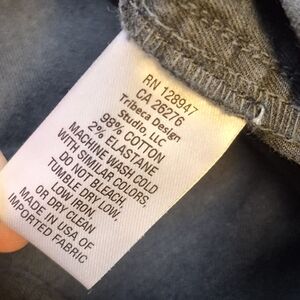 RN 128947
CA 26276
Tribeca Design
Studio, LLC
98% COTTON
2% ELASTANE
MACHINE WASH COLD
WITH SIMILAR COLORS,
DO NOT BLEACH,
TUMBLE DRY LOW,
LOW IRON.
OR DRY CLEAN
MADE IN USA OF
IMPORTED FABRIC